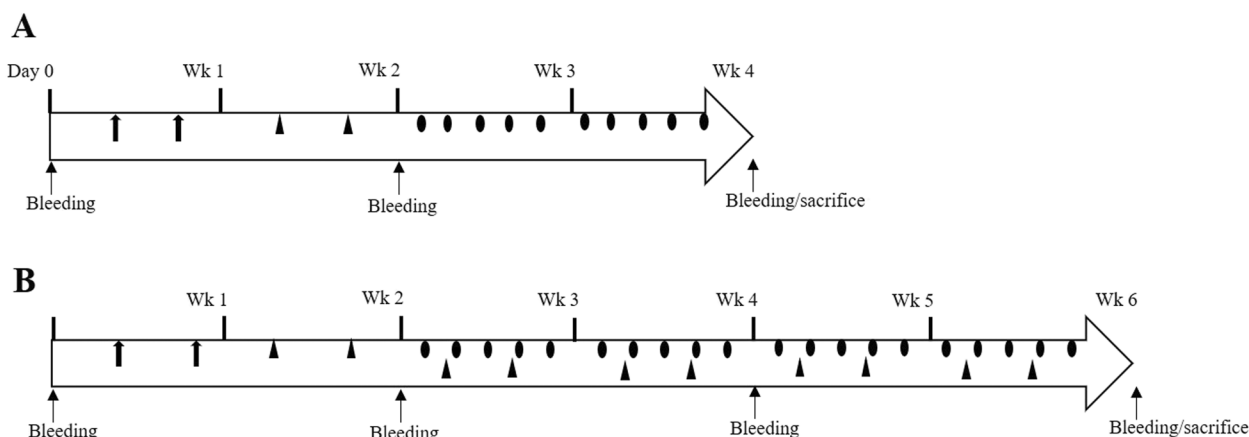 A
Day 0 Wk 1 Wk 2 Wk 3 Wk 4
Bleeding Bleeding Bleeding/sacrifice
B
Wk 1 Wk 2 Wk 3 Wk 4 Wk 5 Wk 6
Bleeding Bleeding Bleeding Bleeding/sacrifice